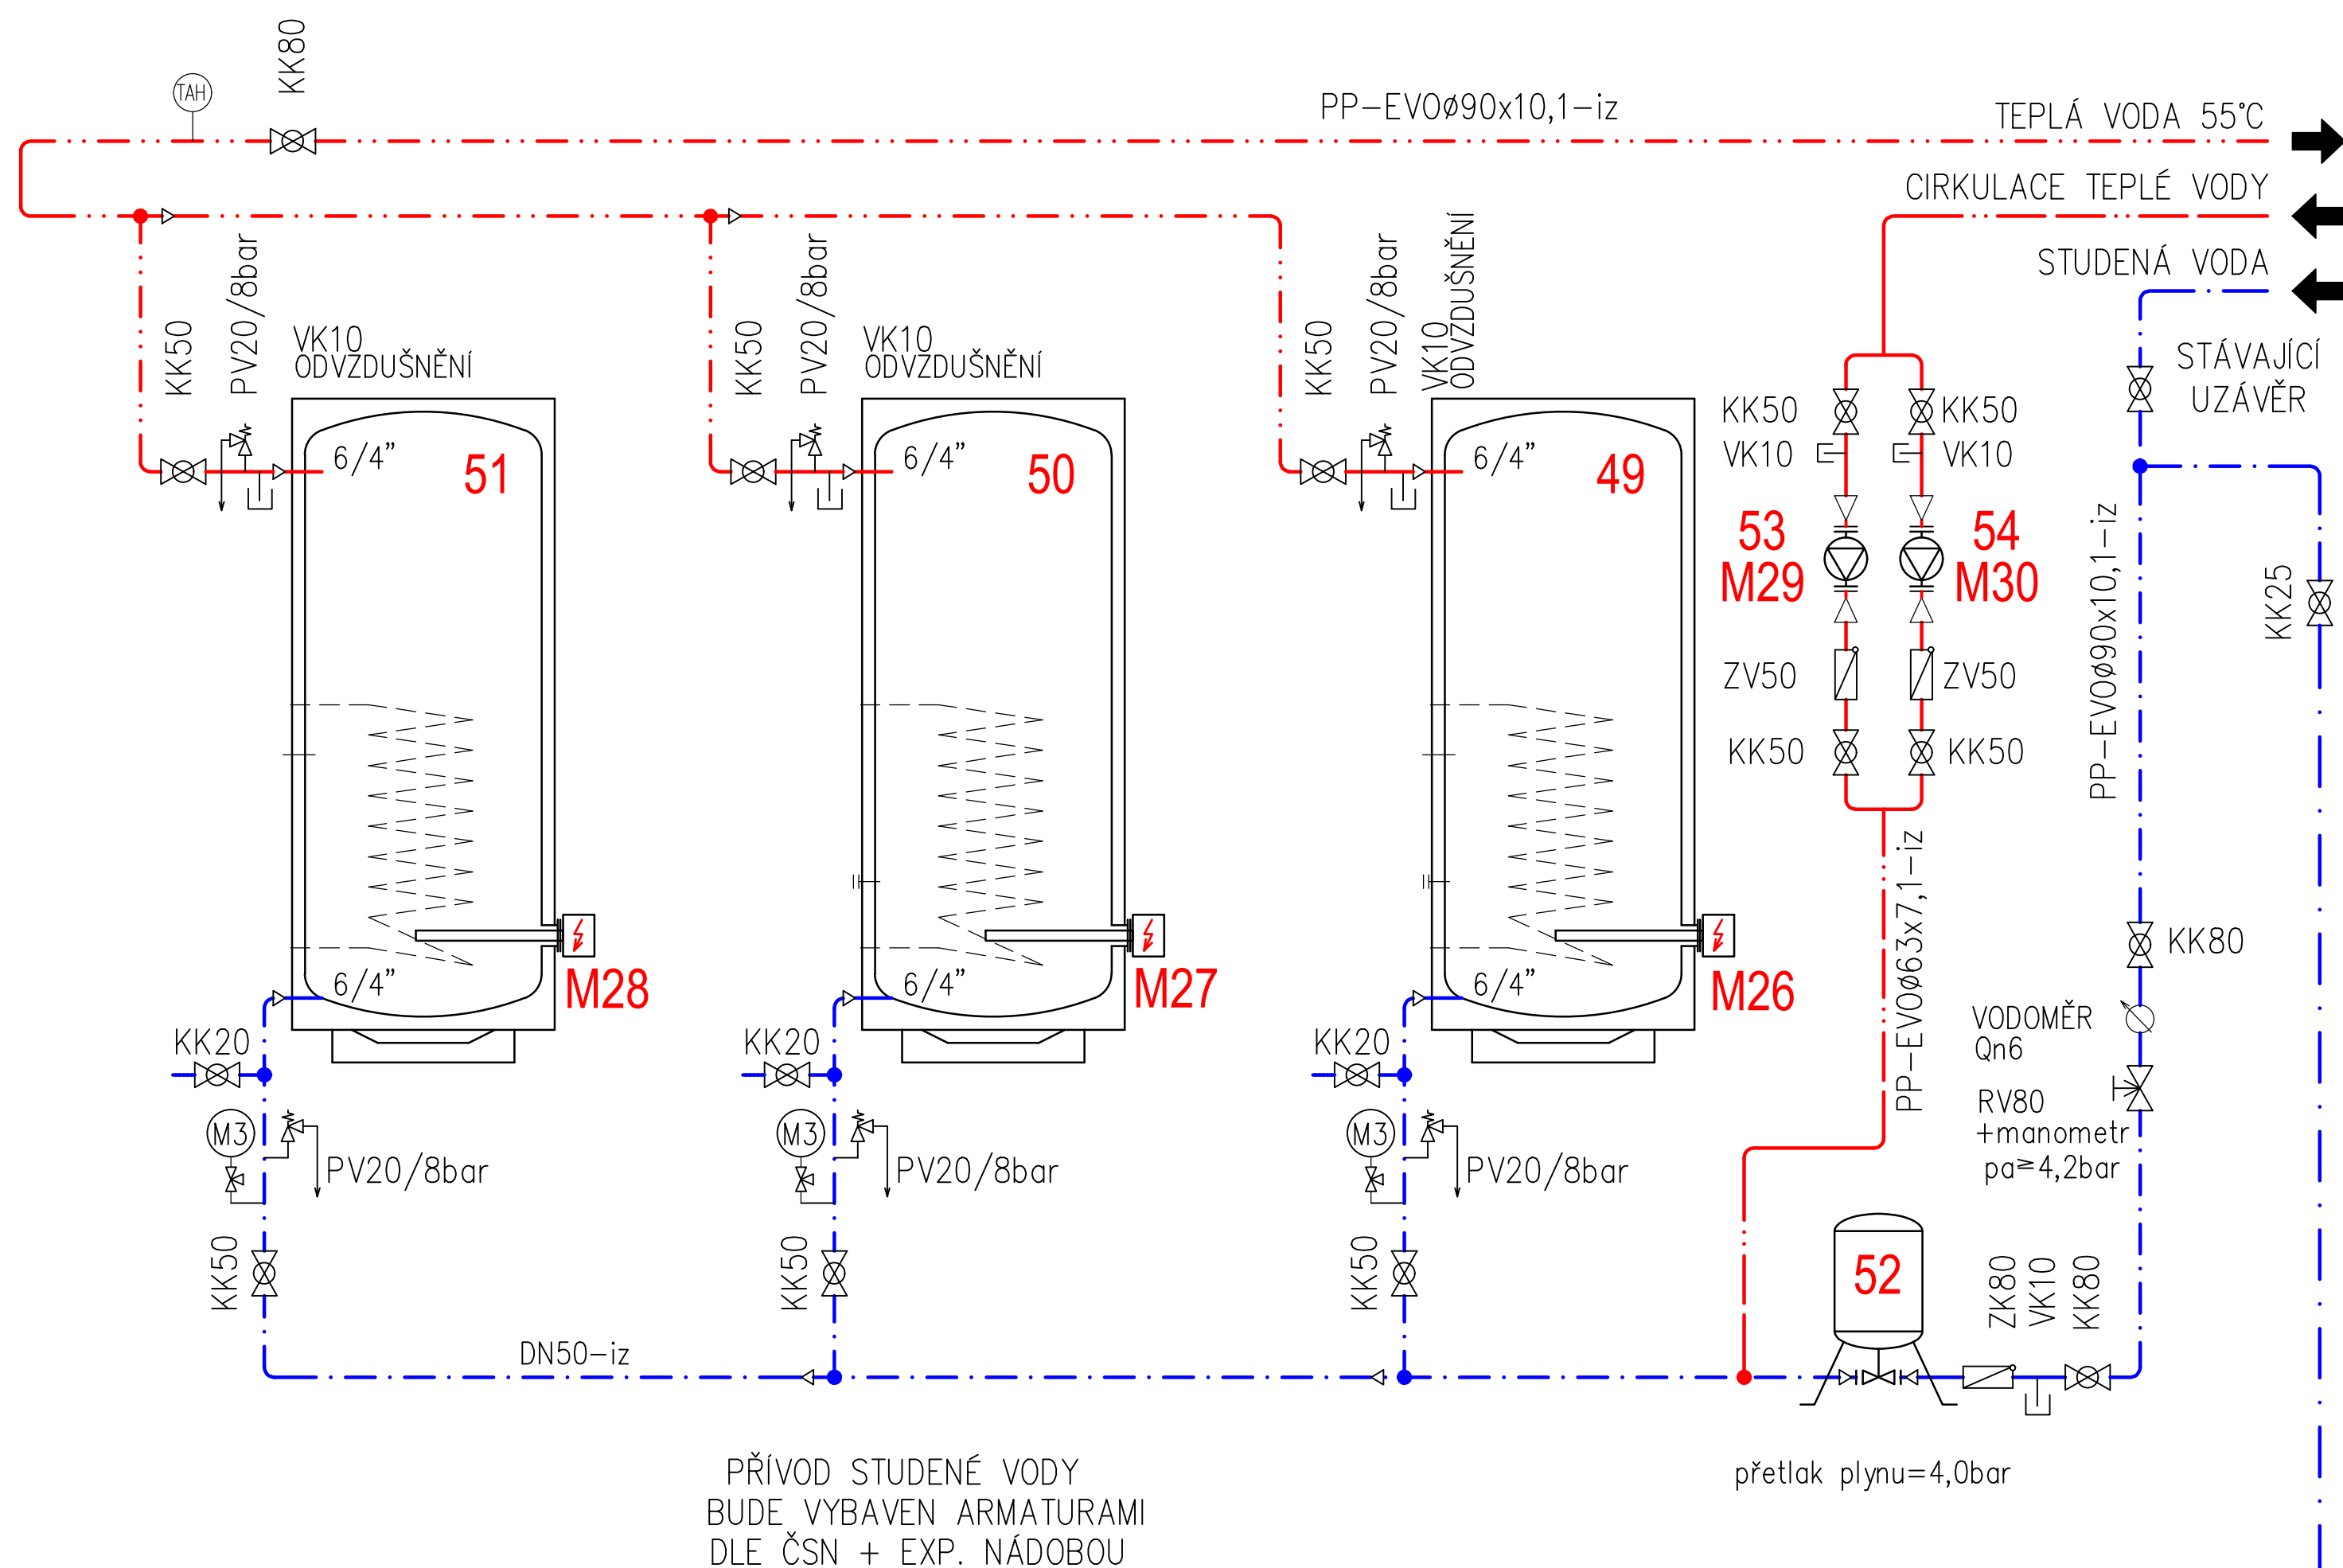 KK80
TAH
PP-EVOø90x10,1-iz
TEPLÁ VODA 55°C
CIRKULACE TEPLÉ VODY
STUDENÁ VODA
STÁVAJÍCÍ
UZÁVĚR
KK50
PV20/8bar
VK10
ODVZDUŠNĚNÍ
KK50
PV20/8bar
VK10
ODVZDUŠNĚNÍ
KK50
PV20/8bar
VK10
ODVZDUŠNĚNÍ
6/4”
51
6/4”
50
6/4”
49
KK50
KK50
VK10
VK10
53
M29
54
M30
ZV50
ZV50
KK50
KK50
PP-EVOø90x10,1-iz
KK25
PP-EVOø63x7,1-iz
KK80
VODOMĚR
Qn6
RV80
+manometr
pa≥4,2bar
6/4”
M28
6/4”
M27
6/4”
M26
KK20
KK20
KK20
M3
PV20/8bar
M3
PV20/8bar
M3
PV20/8bar
KK50
KK50
KK50
52
ZK80
VK10
KK80
DN50-iz
přetlak plynu=4,0bar
PŘÍVOD STUDENÉ VODY
BUDE VYBAVEN ARMATURAMI
DLE ČSN + EXP. NÁDOBOU